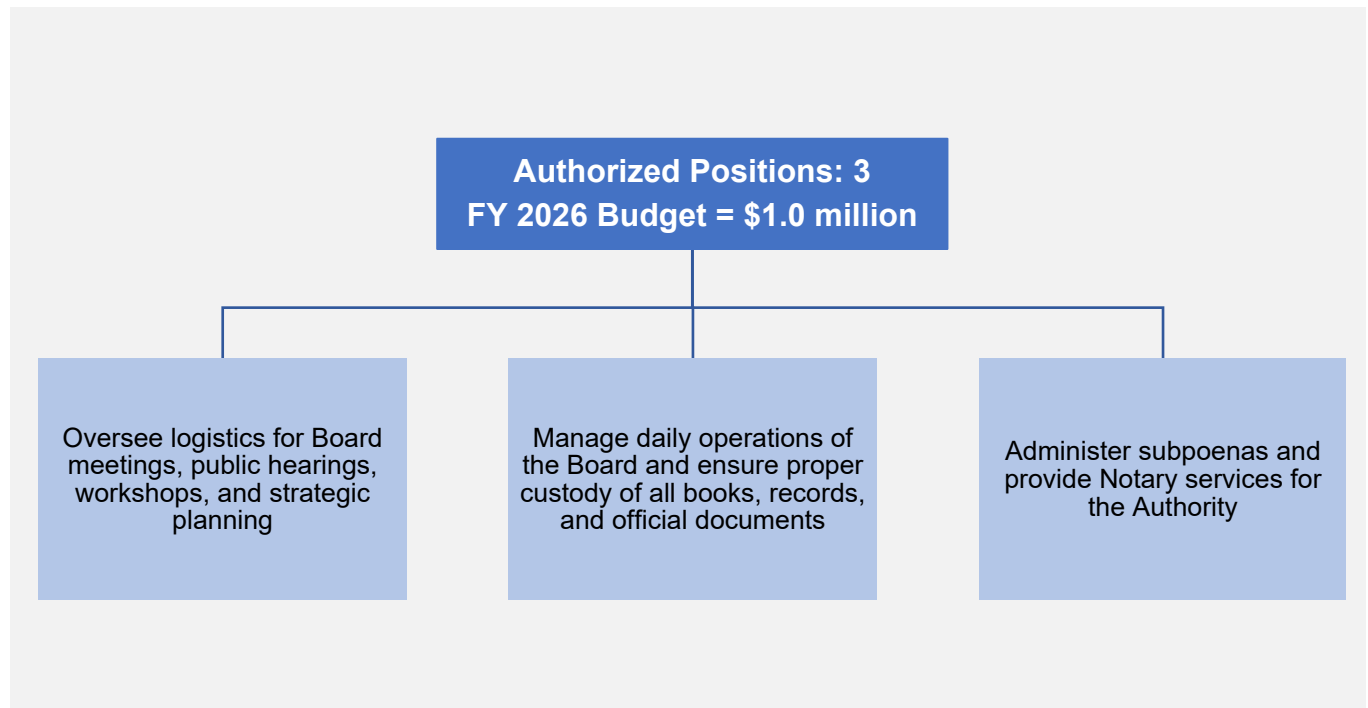 Authorized Positions: 3
FY 2026 Budget = $1.0 million
Oversee logistics for Board
meetings, public hearings,
workshops, and strategic
planning
Manage daily operations of
the Board and ensure proper
custody of all books, records,
and official documents
Administer subpoenas and
provide Notary services for
the Authority